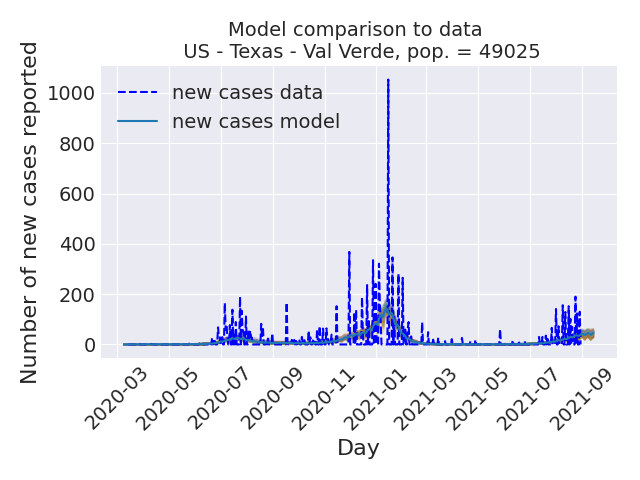 Model comparison to data
US - Texas - Val Verde, pop. = 49025
Number of new cases reported
1000
800
600
400
200
0
new cases data
new cases model
2020-03
2020-05
2020-07
2020-09
2020-11
2021-01
2021-03
2021-05
2021-07
2021-09
Day